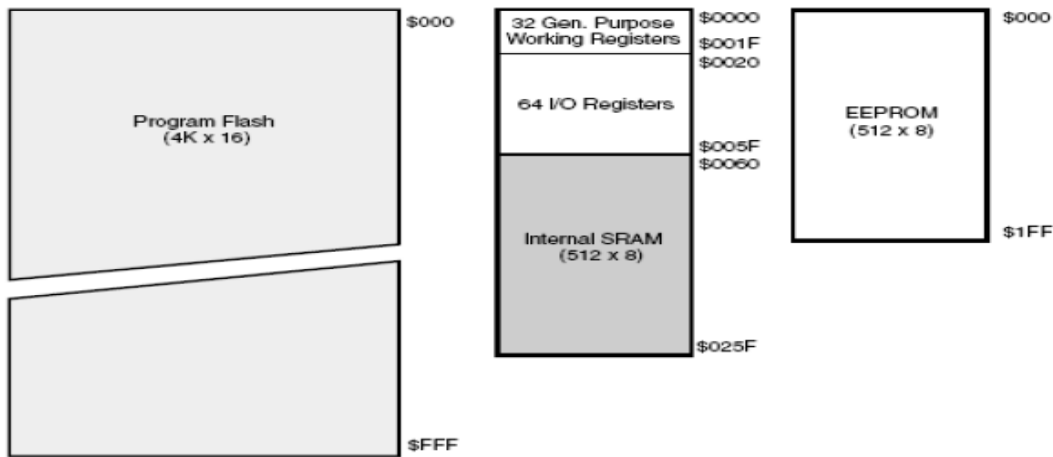 $000
Program Flash
(4K x 16)
$FFF
32 Gen. Purpose
Working Registers
$0000
$001F
$0020
64 I/O Registers
$005F
$0060
Internal SRAM
(512 x 8)
$025F
$000
EEPROM
(512 x 8)
$1FF